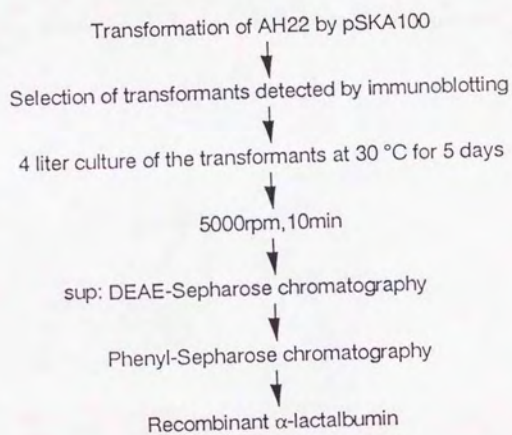 Transformation of AH22 by pSKA100
Selection of transformants detected by immunoblotting
4 liter culture of the transformants at 30 °C for 5 days
5000rpm,10min
sup: DEAE-Sepharose chromatography
Phenyl-Sepharose chromatography
Recombinant α-lactalbumin